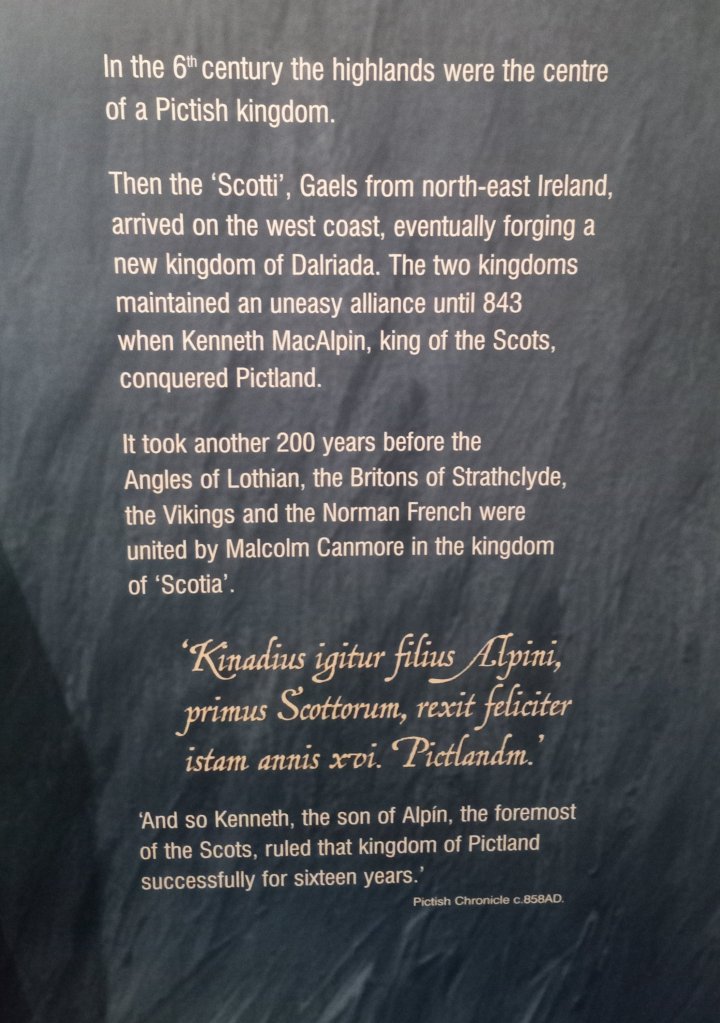 In the 6th century the highlands were the centre
of a Pictish kingdom.
Then the ‘Scotti’, Gaels from north-east Ireland,
arrived on the west coast, eventually forging a
new kingdom of Dalriada. The two kingdoms
maintained an uneasy alliance until 843
when Kenneth MacAlpin, king of the Scots,
conquered Pictland.
It took another 200 years before the
Angles of Lothian, the Britons of Strathclyde,
the Vikings and the Norman French were
united by Malcolm Canmore in the kingdom
of ‘Scotia’.
‘Kinadius igitur filius Alpini,
primus Scottorum, rexit feliciter
istam annis xvi. Pictlandm.’
‘And so Kenneth, the son of Alpín, the foremost
of the Scots, ruled that kingdom of Pictland
successfully for sixteen years.’
Pictish Chronicle c.858AD.